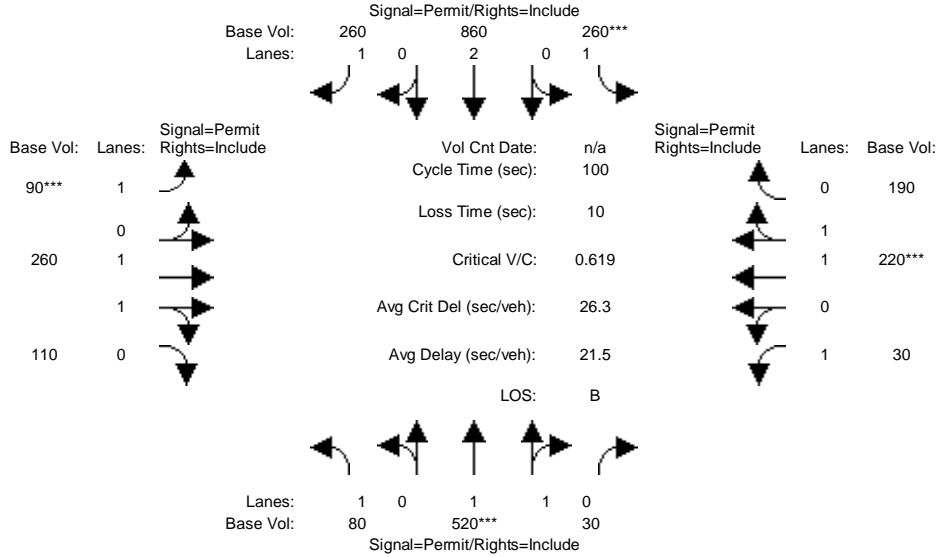 Signal=Permit/Rights=Include
Base Vol: 260 860 260***
Lanes: 1 0 2 0 1
Signal=Permit
Rights=Include
Base Vol: Lanes:
Vol Cnt Date: n/a
Signal=Permit
Rights=Include
Lanes: Base Vol:
Cycle Time (sec): 100
90*** 1
0 190
Loss Time (sec): 10
0
1
260 1
Critical V/C: 0.619
1 220***
1
Avg Crit Del (sec/veh): 26.3
0
110 0
Avg Delay (sec/veh): 21.5
1 30
LOS: B
Lanes: 1 0 1 1 0
Base Vol: 80 520*** 30
Signal=Permit/Rights=Include